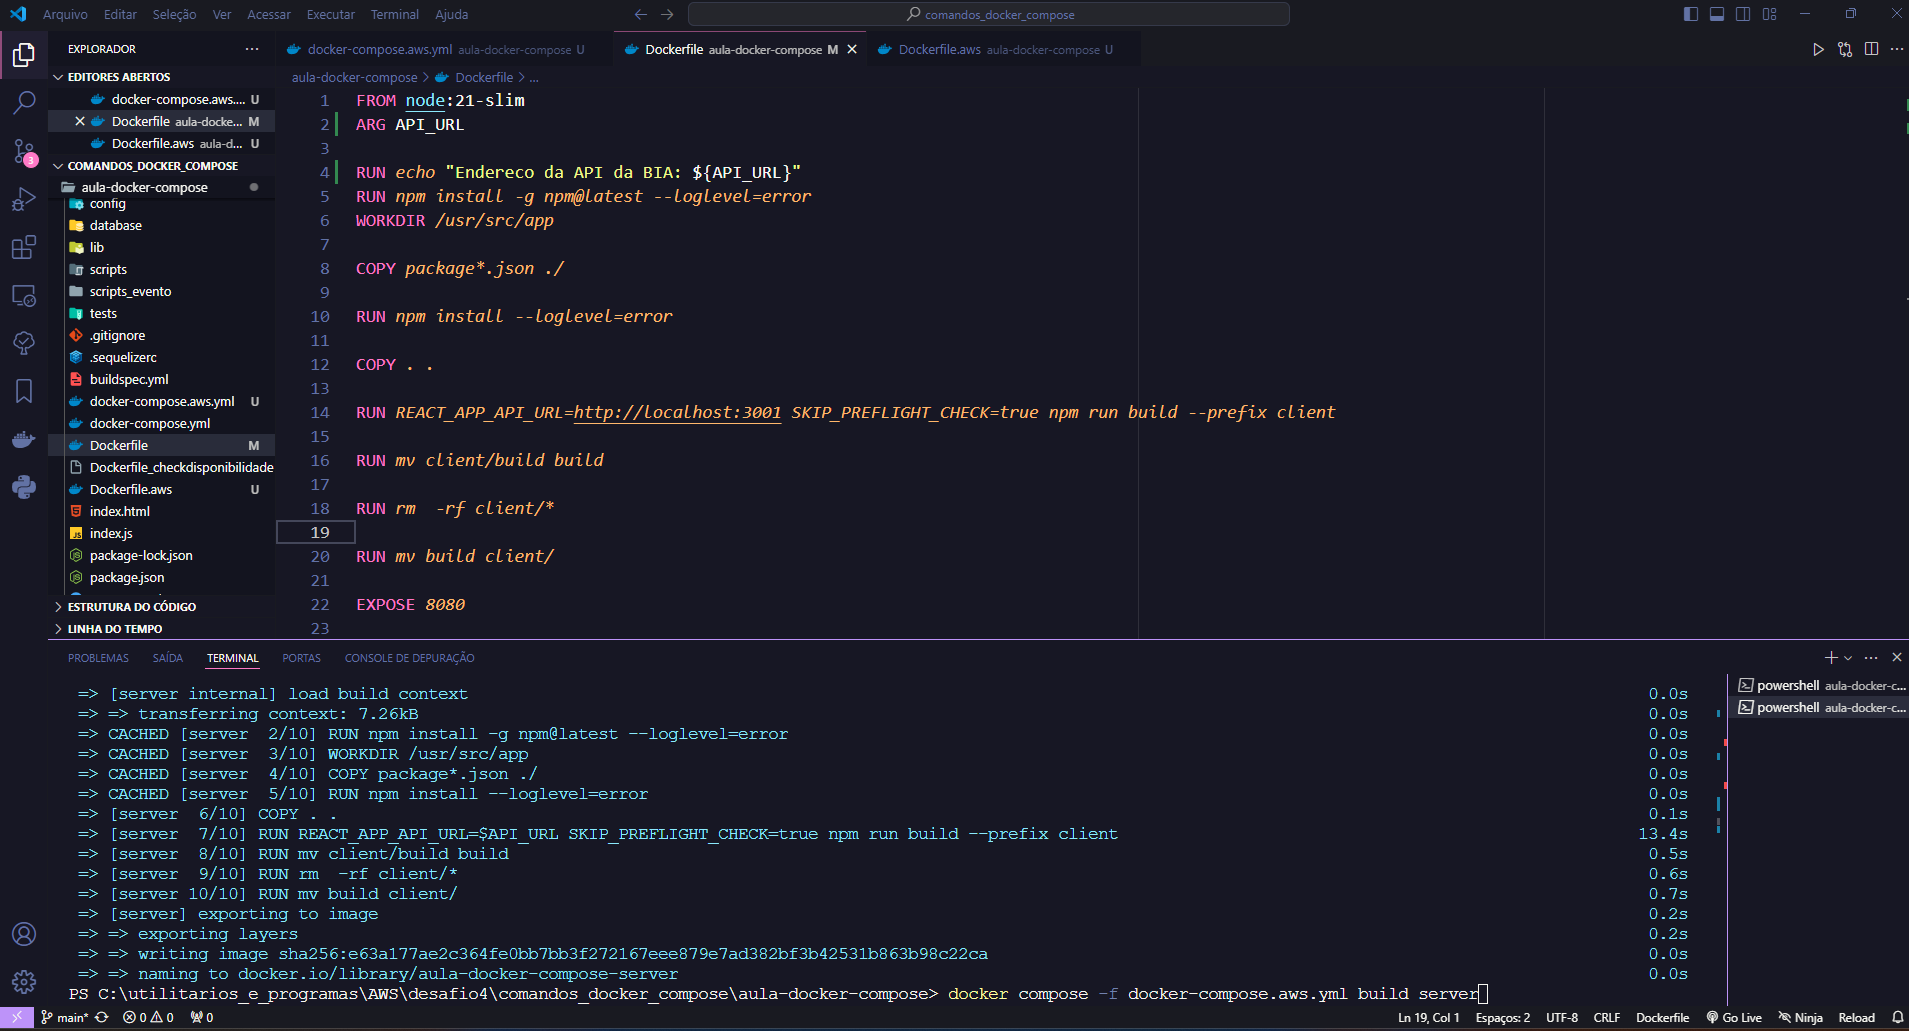 Arquivo Editar Seleção Ver Acessar Executar Terminal Ajuda
comandos_docker_compose
EXPLORADOR
docker-compose.aws.yml aula-docker-compose U
Dockerfile aula-docker-compose M
Dockerfile.aws aula-docker-compose U
EDITORES ABERTOS
docker-compose.aws.... U
Dockerfile aula-docke... M
Dockerfile.aws aula-d... U
COMANDOS_DOCKER_COMPOSE
aula-docker-compose
config
database
lib
scripts
scripts_evento
tests
.gitignore
.sequelizerc
buildspec.yml
docker-compose.aws.yml U
docker-compose.yml
Dockerfile M
Dockerfile_checkdisponibilidade
Dockerfile.aws U
index.html
index.js
package-lock.json
package.json
ESTRUTURA DO CÓDIGO
LINHA DO TEMPO
3
aula-docker-compose > Dockerfile > ...
1 FROM node:21-slim
2 ARG API_URL
3
4 RUN echo "Endereco da API da BIA: ${API_URL}"
5 RUN npm install -g npm@latest --loglevel=error
6 WORKDIR /usr/src/app
7
8 COPY package*.json ./
9
10 RUN npm install --loglevel=error
11
12 COPY . .
13
14 RUN REACT_APP_API_URL=http://localhost:3001 SKIP_PREFLIGHT_CHECK=true npm run build --prefix client
15
16 RUN mv client/build build
17
18 RUN rm  -rf client/*
19
20 RUN mv build client/
21
22 EXPOSE 8080
23
PROBLEMAS SAÍDA TERMINAL PORTAS CONSOLE DE DEPURAÇÃO
=> [server internal] load build context 0.0s
=> => transferring context: 7.26kB 0.0s
=> CACHED [server  2/10] RUN npm install -g npm@latest --loglevel=error 0.0s
=> CACHED [server  3/10] WORKDIR /usr/src/app 0.0s
=> CACHED [server  4/10] COPY package*.json ./ 0.0s
=> CACHED [server  5/10] RUN npm install --loglevel=error 0.0s
=> [server  6/10] COPY . . 0.1s
=> [server  7/10] RUN REACT_APP_API_URL=$API_URL SKIP_PREFLIGHT_CHECK=true npm run build --prefix client 13.4s
=> [server  8/10] RUN mv client/build build 0.5s
=> [server  9/10] RUN rm  -rf client/* 0.6s
=> [server 10/10] RUN mv build client/ 0.7s
=> [server] exporting to image 0.2s
=> => exporting layers 0.2s
=> => writing image sha256:e63a177ae2c364fe0bb7bb3f272167eee879e7ad382bf3b42531b863b98c22ca 0.0s
=> => naming to docker.io/library/aula-docker-compose-server 0.0s
PS C:\utilitarios_e_programas\AWS\desafio4\comandos_docker_compose\aula-docker-compose> docker compose -f docker-compose.aws.yml build server
powershell aula-docker-c...
powershell aula-docker-c...
main* 0 0 0
Ln 19, Col 1 Espaços: 2 UTF-8 CRLF Dockerfile Go Live Ninja Reload